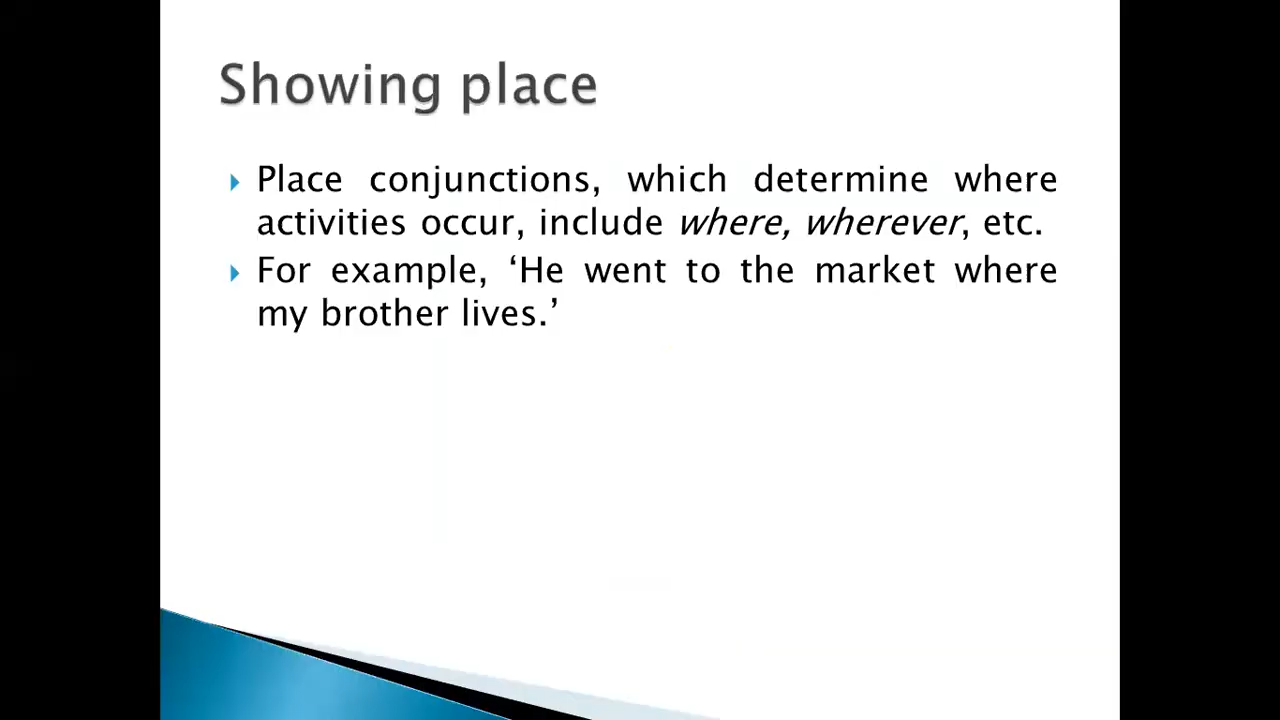 Showing place
Place conjunctions, which determine where
activities occur, include where, wherever, etc.
For example, ‘He went to the market where
my brother lives.’